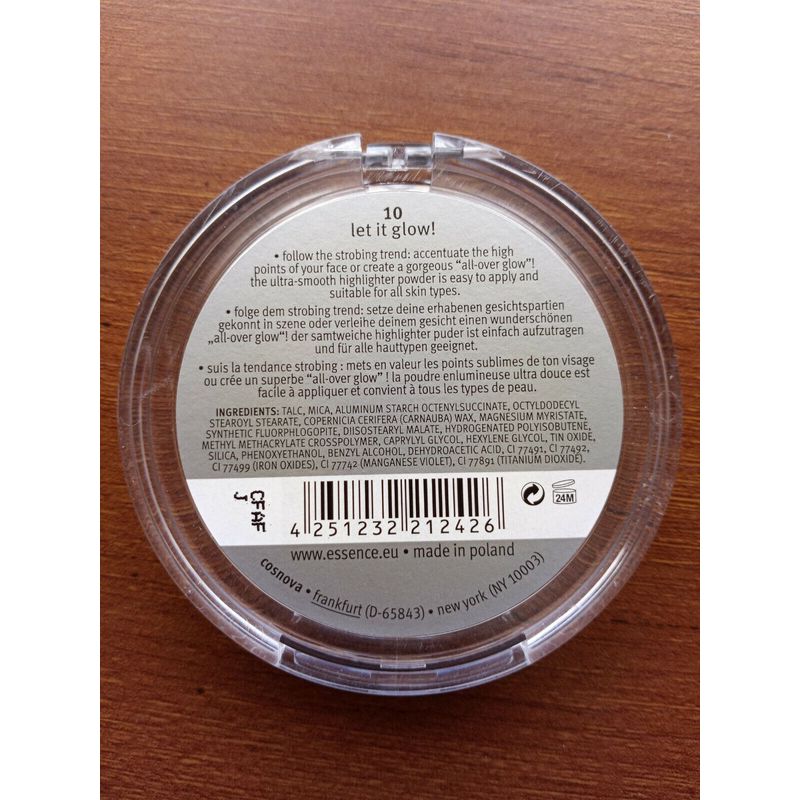 10
let it glow!
• follow the strobing trend: accentuate the high
points of your face or create a gorgeous “all-over glow”!
the ultra-smooth highlighter powder is easy to apply and
suitable for all skin types.
• folge dem strobing trend: setze deine erhabenen gesichtspartien
gekonnt in szene oder verleihe deinem gesicht einen wunderschönen
„all-over glow“! der samtweiche highlighter puder ist einfach aufzutragen
und für alle hauttypen geeignet.
• suis la tendance strobing : mets en valeur les points sublimes de ton visage
ou crée un superbe “all-over glow” ! la poudre enlumineuse ultra douce est
facile à appliquer et convient à tous les types de peau.
INGREDIENTS: TALC, MICA, ALUMINUM STARCH OCTENYLSUCCINATE, OCTYLDODECYL
STEAROYL STEARATE, COPERNICIA CERIFERA (CARNAUBA) WAX, MAGNESIUM MYRISTATE,
SYNTHETIC FLUORPHLOGOPITE, DIISOSTEARYL MALATE, HYDROGENATED POLYISOBUTENE,
METHYL METHACRYLATE CROSSPOLYMER, CAPRYLYL GLYCOL, HEXYLENE GLYCOL, TIN OXIDE,
SILICA, PHENOXYETHANOL, BENZYL ALCOHOL, DEHYDROACETIC ACID, CI 77491, CI 77492,
CI 77499 (IRON OXIDES), CI 77742 (MANGANESE VIOLET), CI 77891 (TITANIUM DIOXIDE).
CFAF
J
4 251232 212426
24M
www.essence.eu • made in poland
cosnova • frankfurt (D-65843) • new york (NY 10003)